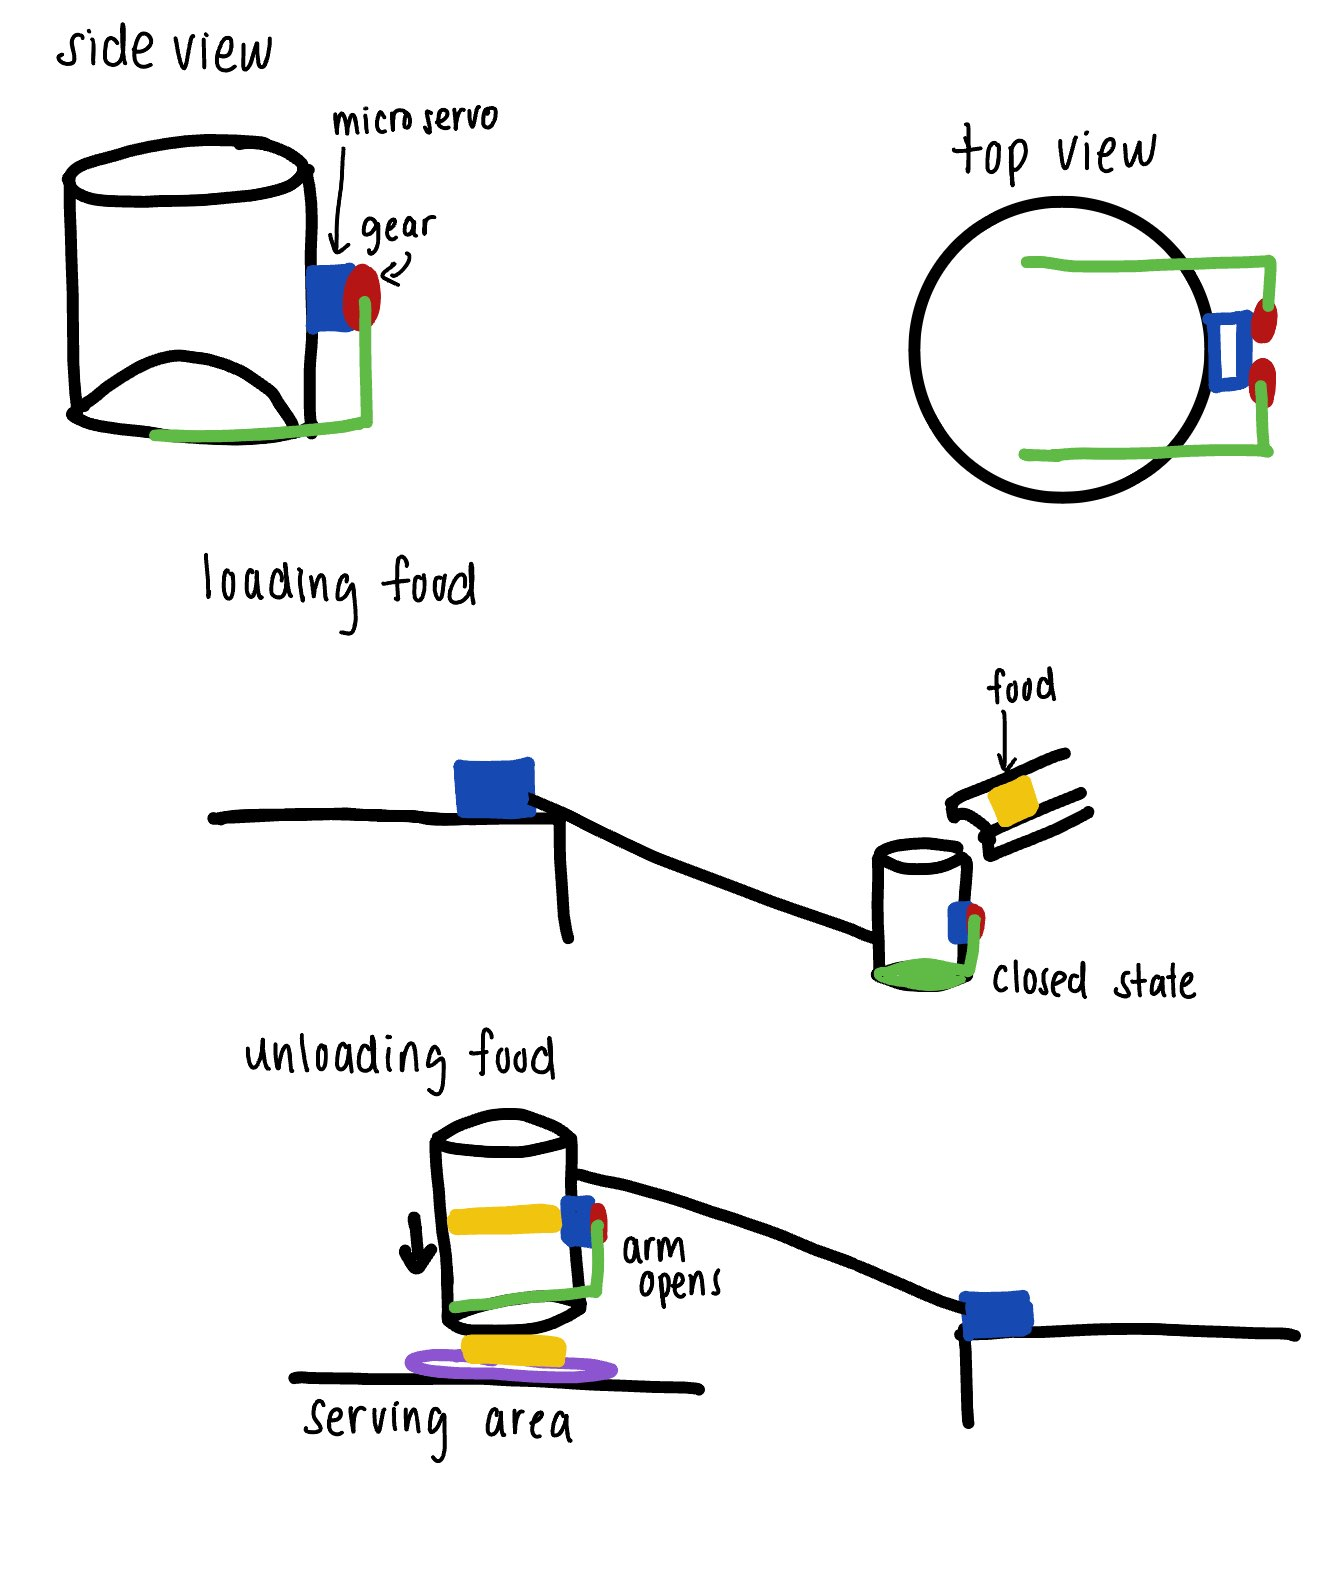 side view
micro servo
gear
top view
loading food
food
closed state
unloading food
arm
opens
serving area